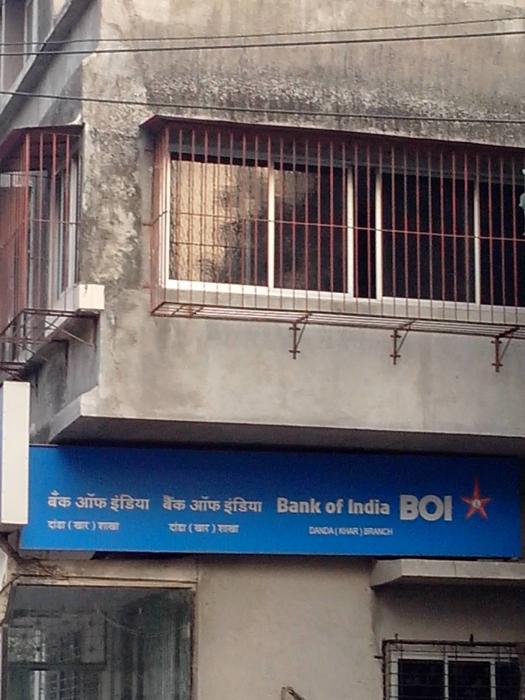 बँक ऑफ इंडिया बैंक ऑफ इंडिया Bank of India BOI
दांडा ( खार ) शाखा दांडा ( खार ) शाखा DANDA ( KHAR ) BRANCH